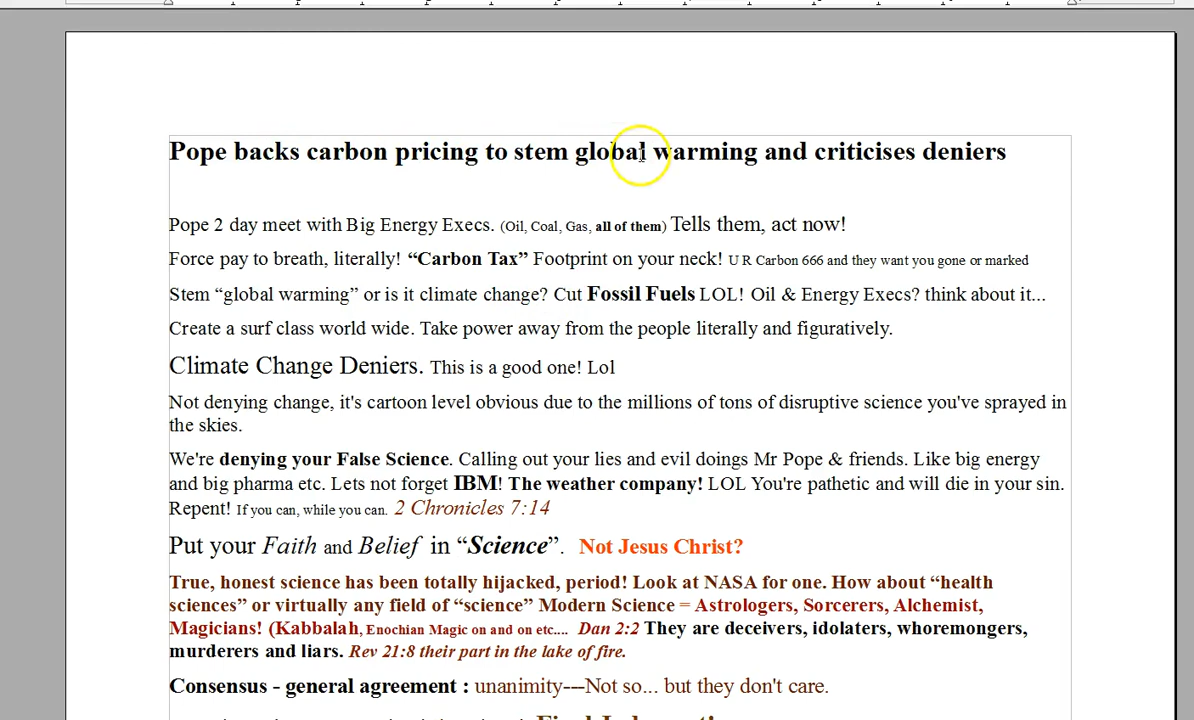 Pope backs carbon pricing to stem global warming and criticises deniers
Pope 2 day meet with Big Energy Execs. (Oil, Coal, Gas, all of them) Tells them, act now!
Force pay to breath, literally! “Carbon Tax” Footprint on your neck! U R Carbon 666 and they want you gone or marked
Stem “global warming” or is it climate change? Cut Fossil Fuels LOL! Oil & Energy Execs? think about it...
Create a surf class world wide. Take power away from the people literally and figuratively.
Climate Change Deniers. This is a good one! Lol
Not denying change, it's cartoon level obvious due to the millions of tons of disruptive science you've sprayed in
the skies.
We're denying your False Science. Calling out your lies and evil doings Mr Pope & friends. Like big energy
and big pharma etc. Lets not forget IBM! The weather company! LOL You're pathetic and will die in your sin.
Repent! If you can, while you can. 2 Chronicles 7:14
Put your Faith and Belief in “Science”. Not Jesus Christ?
True, honest science has been totally hijacked, period! Look at NASA for one. How about “health
sciences” or virtually any field of “science” Modern Science = Astrologers, Sorcerers, Alchemist,
Magicians! (Kabbalah, Enochian Magic on and on etc.... Dan 2:2 They are deceivers, idolaters, whoremongers,
murderers and liars. Rev 21:8 their part in the lake of fire.
Consensus - general agreement : unanimity---Not so... but they don't care.